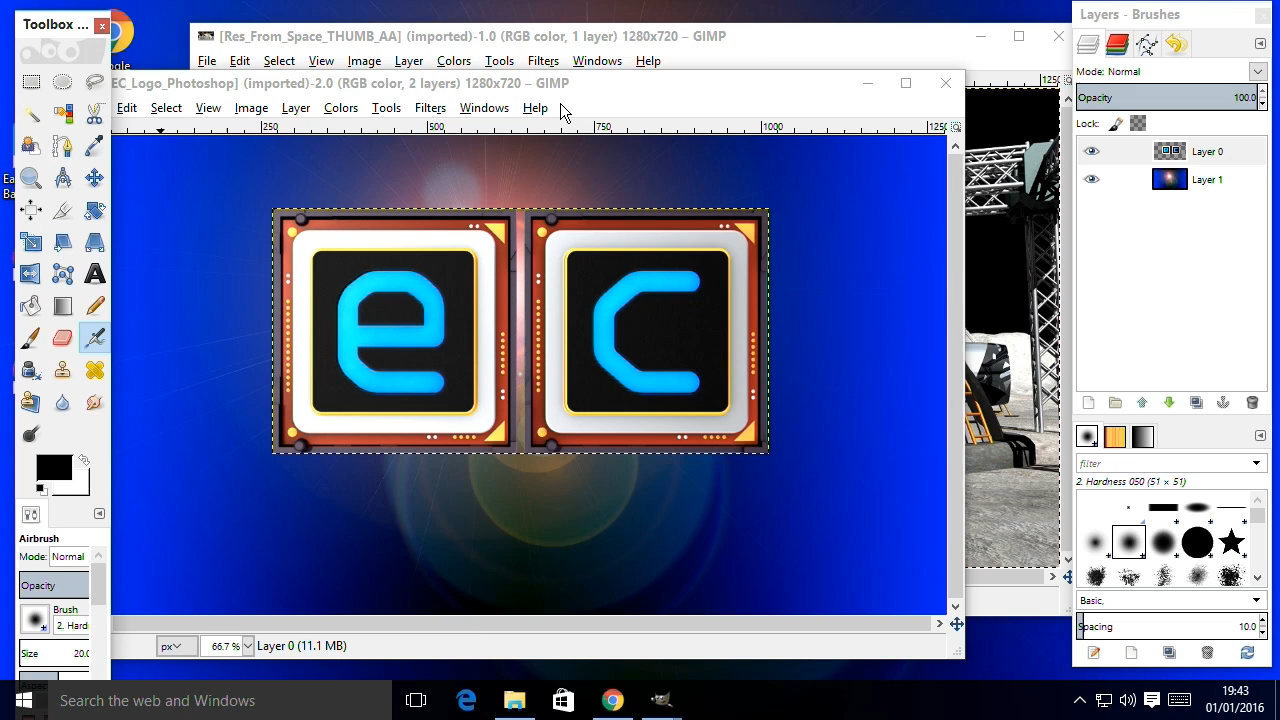 Toolbox ...
gle
[Res_From_Space_THUMB_AA] (imported)-1.0 (RGB color, 1 layer) 1280x720 – GIMP
File Edit Select View Image Layer Colors Tools Filters Windows Help
EC_Logo_Photoshop] (imported)-2.0 (RGB color, 2 layers) 1280x720 – GIMP
Edit Select View Image Layer Colors Tools Filters Windows Help
250 500 750 1000 1250
125
Ea
Ba
e c
px 66.7 % Layer 0 (11.1 MB)
Airbrush
Mode: Normal
Opacity
Brush
2. Hard
Size 20.0
Layers - Brushes
Mode: Normal
Opacity 100.0
Lock:
Layer 0
Layer 1
filter
2. Hardness 050 (51 × 51)
Basic,
Spacing 10.0
Search the web and Windows
19:43
01/01/2016